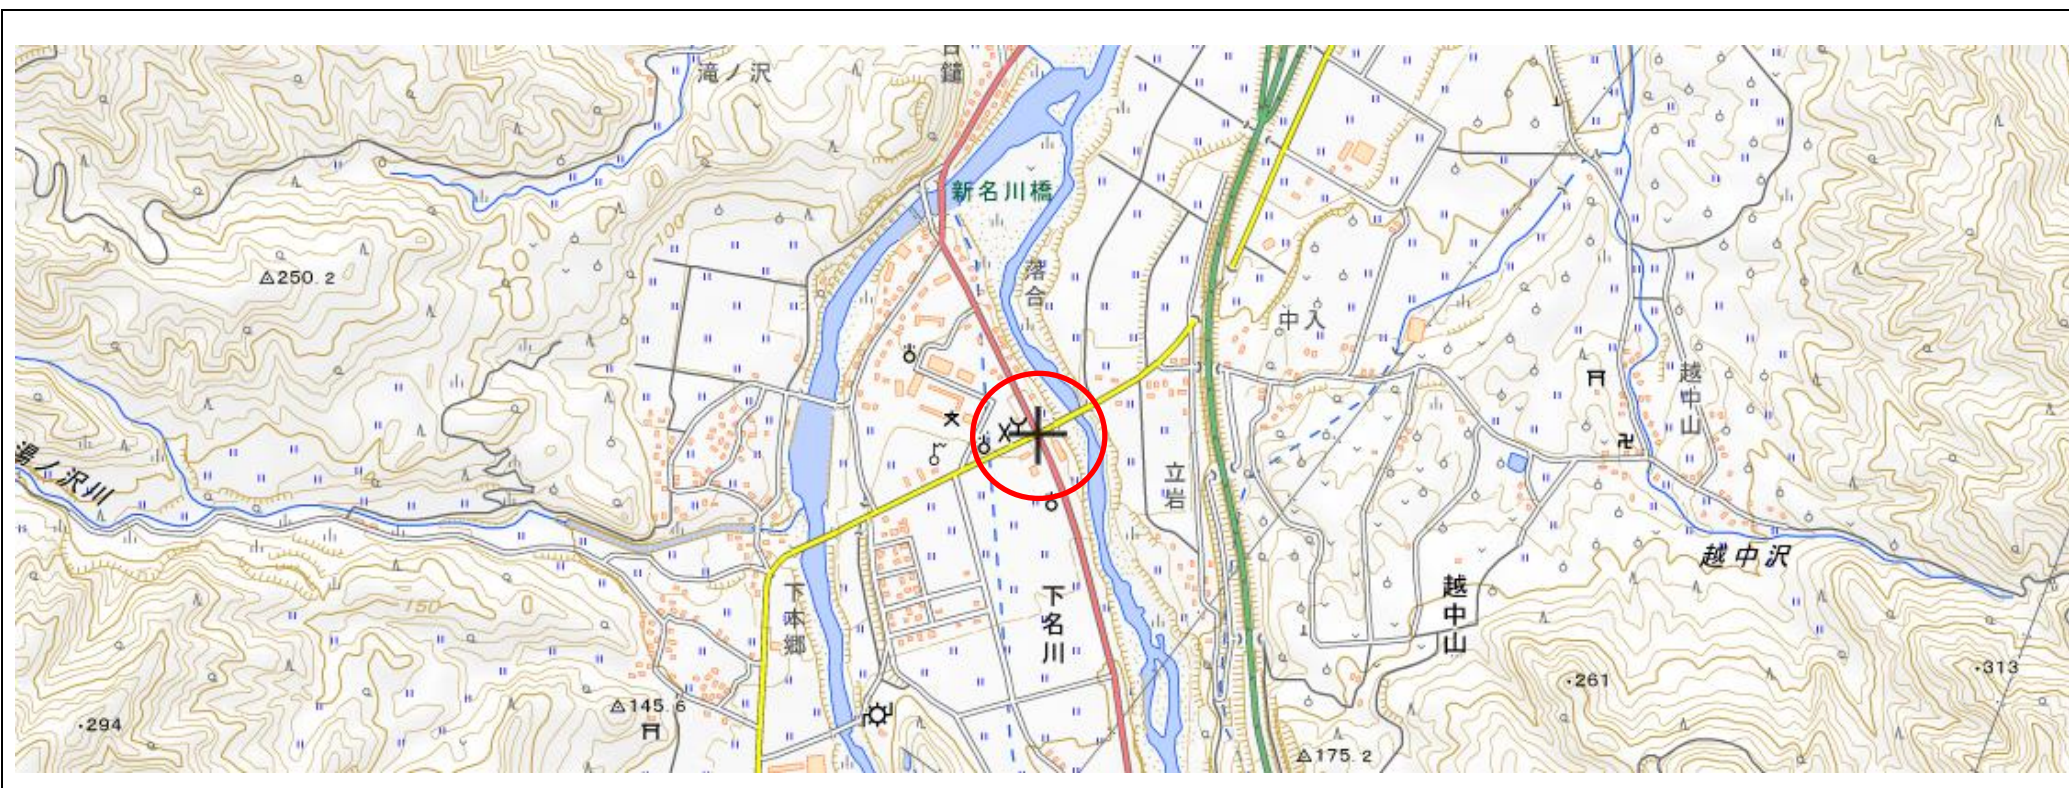 滝ノ沢
鑓
新名川橋
100
落合
250.2
中入
越中山
湯ノ沢川
立岩
越中沢
150
下本郷
下名川
越中山
145.6
294
261
313
175.2